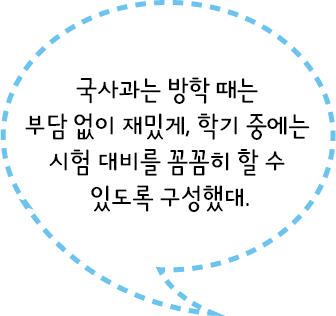 국사과는 방학 때는
부담 없이 재밌게, 학기 중에는
시험 대비를 꼼꼼히 할 수
있도록 구성했대.